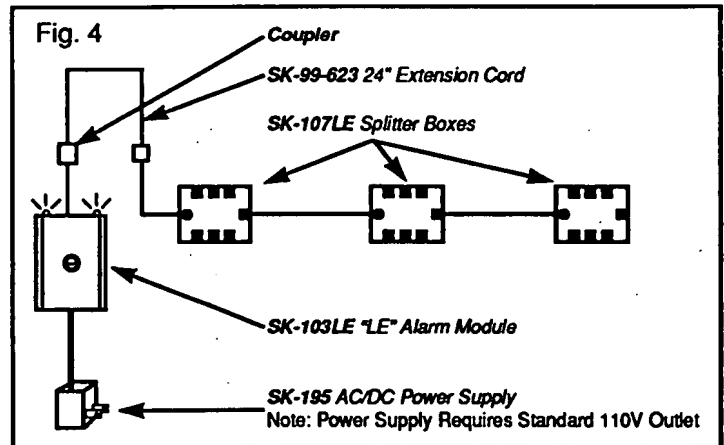 Fig. 4
Coupler
SK-99-623 24" Extension Cord
SK-107LE Splitter Boxes
SK-103LE "LE" Alarm Module
SK-195 AC/DC Power Supply
Note: Power Supply Requires Standard 110V Outlet